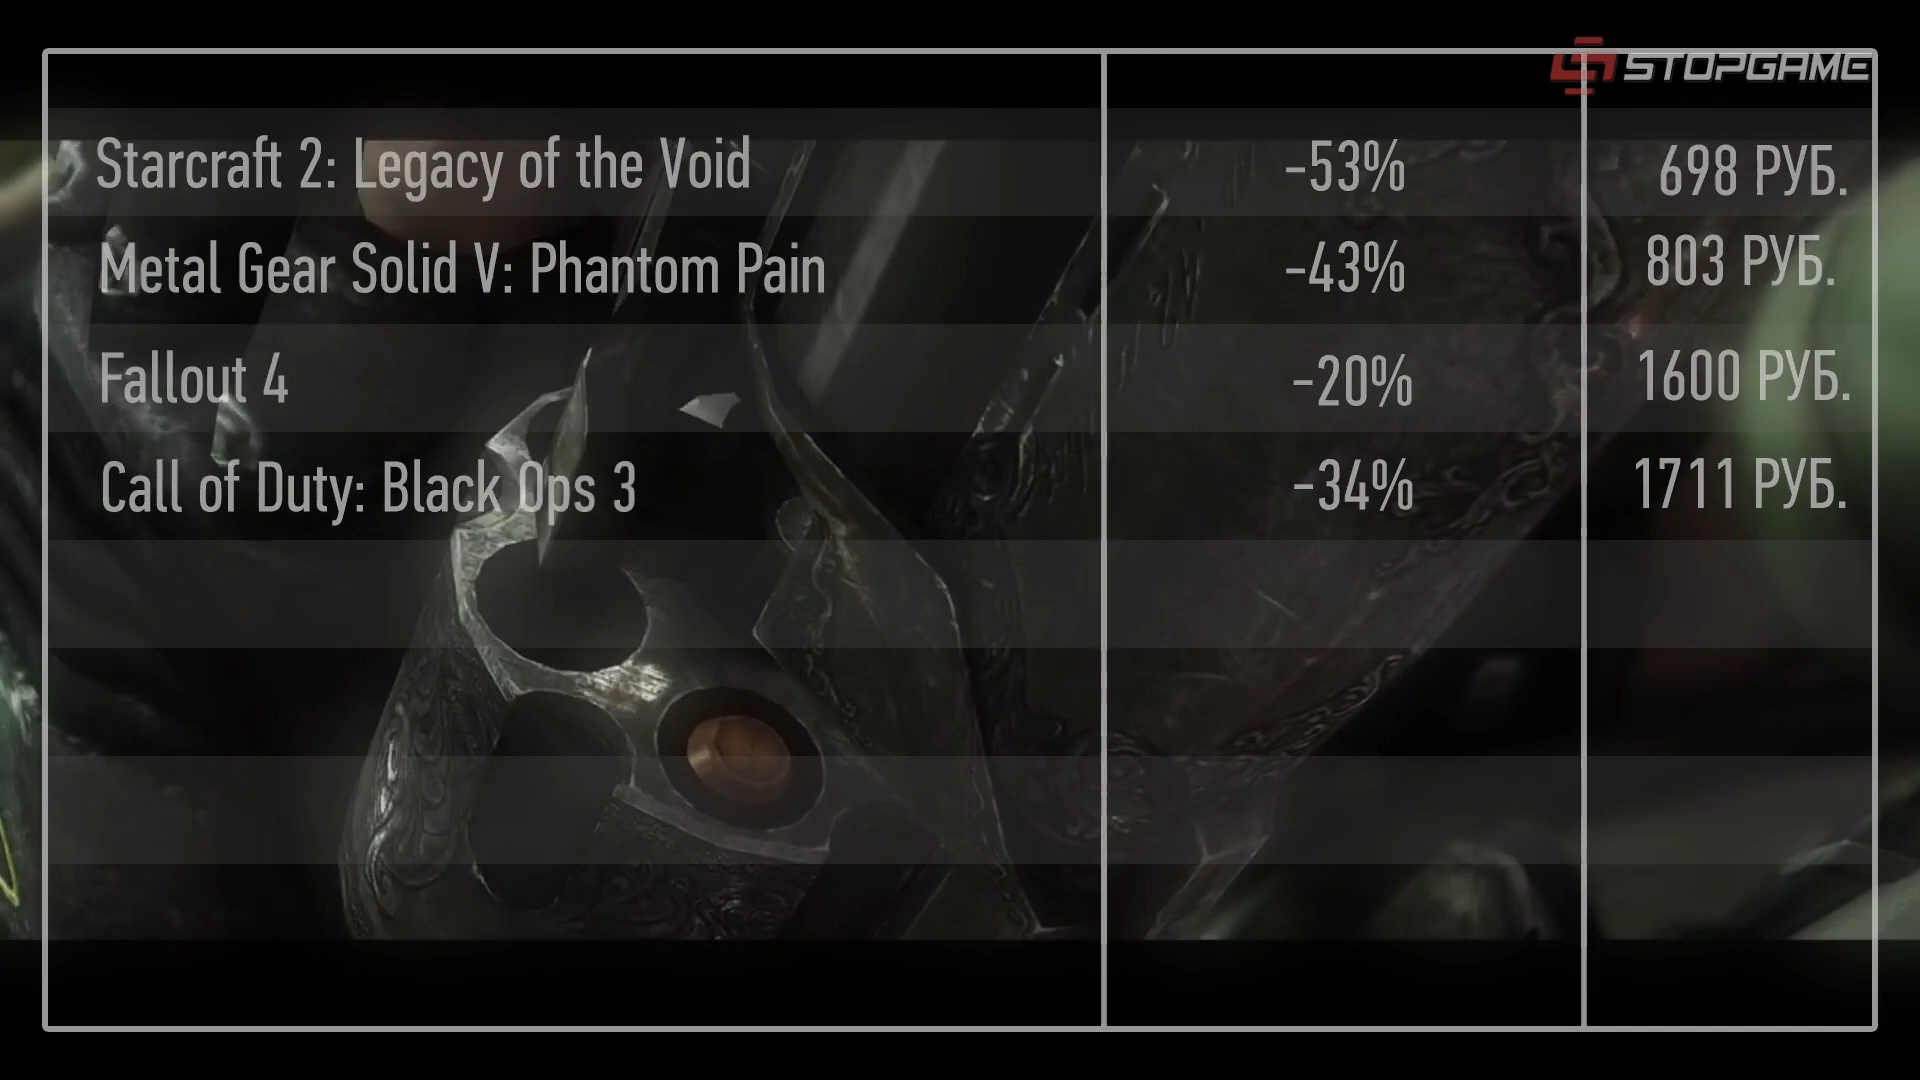 STOPGAME
Starcraft 2: Legacy of the Void -53% 698 РУБ.
Metal Gear Solid V: Phantom Pain -43% 803 РУБ.
Fallout 4 -20% 1600 РУБ.
Call of Duty: Black Ops 3 -34% 1711 РУБ.